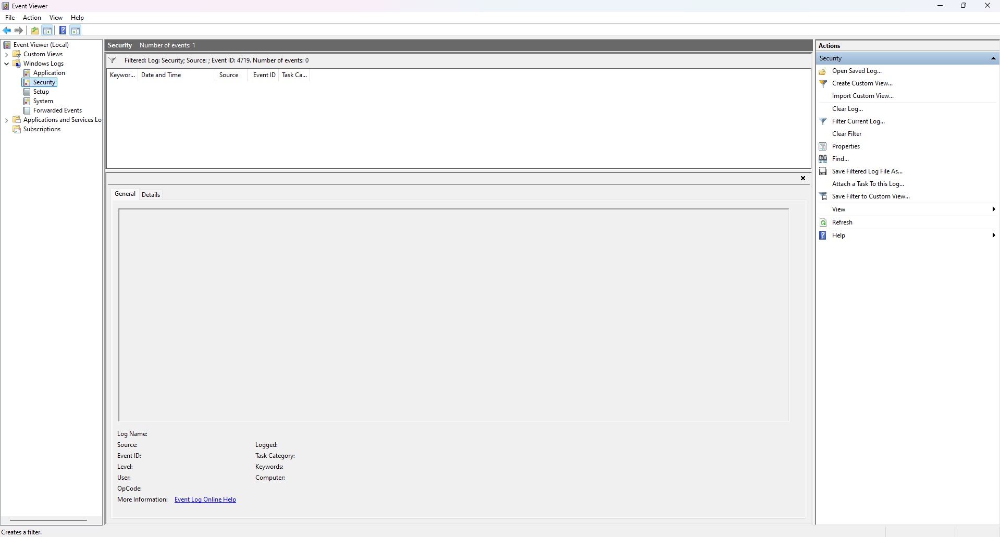 Event Viewer
File Action View Help
Event Viewer (Local)
Custom Views
Windows Logs
Application
Security
Setup
System
Forwarded Events
Applications and Services Lo
Subscriptions
Security Number of events: 1
Filtered: Log: Security; Source: ; Event ID: 4719. Number of events: 0
Keywor... Date and Time Source Event ID Task Ca...
General Details
Log Name:
Source: Logged:
Event ID: Task Category:
Level: Keywords:
User: Computer:
OpCode:
More Information: Event Log Online Help
Actions
Security
Open Saved Log...
Create Custom View...
Import Custom View...
Clear Log...
Filter Current Log...
Clear Filter
Properties
Find...
Save Filtered Log File As...
Attach a Task To this Log...
Save Filter to Custom View...
View
Refresh
Help
Creates a filter.